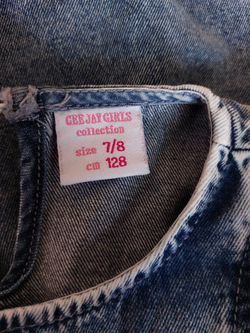 GEE JAY GIRLS
collection
size 7/8
cm 128